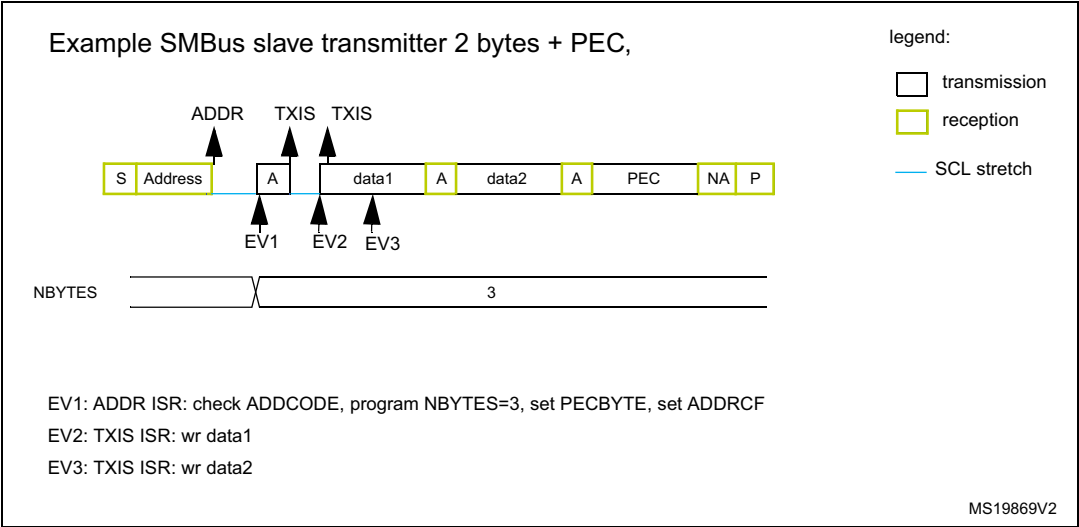 Example SMBus slave transmitter 2 bytes + PEC,
legend:
transmission
reception
SCL stretch
ADDR TXIS TXIS
S Address A data1 A data2 A PEC NA P
EV1 EV2 EV3
NBYTES 3
EV1: ADDR ISR: check ADDCODE, program NBYTES=3, set PECBYTE, set ADDRCF
EV2: TXIS ISR: wr data1
EV3: TXIS ISR: wr data2
MS19869V2